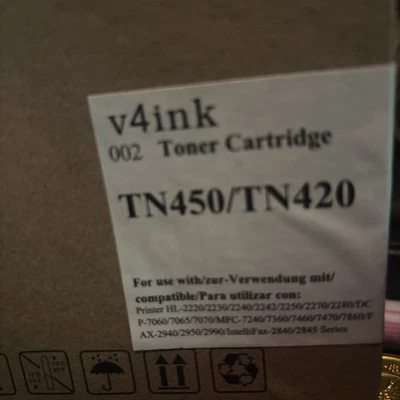 v4ink
002 Toner Cartridge
TN450/TN420
For use with/zur-Verwendung mit/
compatible/Para utilizar con:
Printer HL-2220/2230/2240/2242/2250/2270/2280/DC
P-7060/7065/7070/MFC-7240/7360/7460/7470/7860/F
AX-2940/2950/2990/IntelliFax-2840/2845 Series